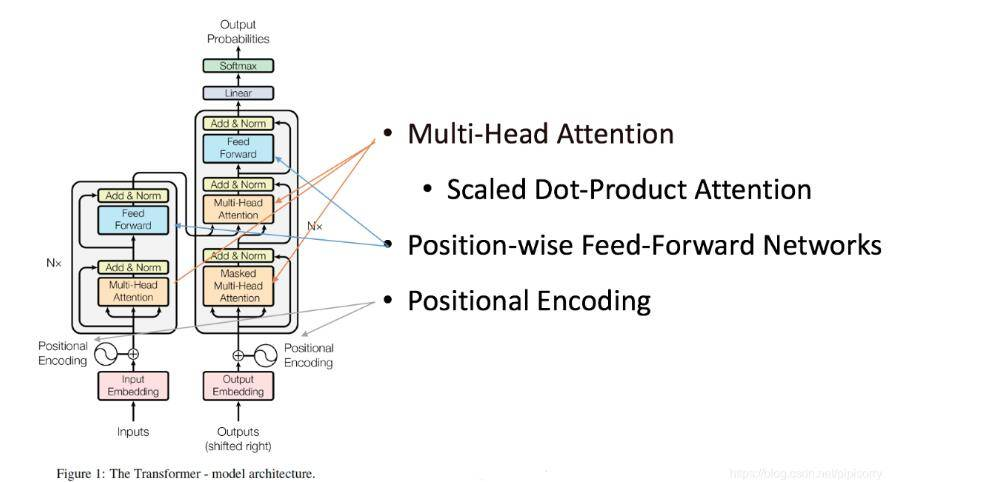 Output
Probabilities
Softmax
Linear
Add & Norm
Feed
Forward
Add & Norm
Multi-Head
Attention
Nx
Add & Norm
Masked
Multi-Head
Attention
Add & Norm
Feed
Forward
Nx
Add & Norm
Multi-Head
Attention
Positional
Encoding
Positional
Encoding
Input
Embedding
Output
Embedding
Inputs
Outputs
(shifted right)
Figure 1: The Transformer - model architecture.
• Multi-Head Attention
• Scaled Dot-Product Attention
• Position-wise Feed-Forward Networks
• Positional Encoding
https://blog.csdn.net/pipisorry